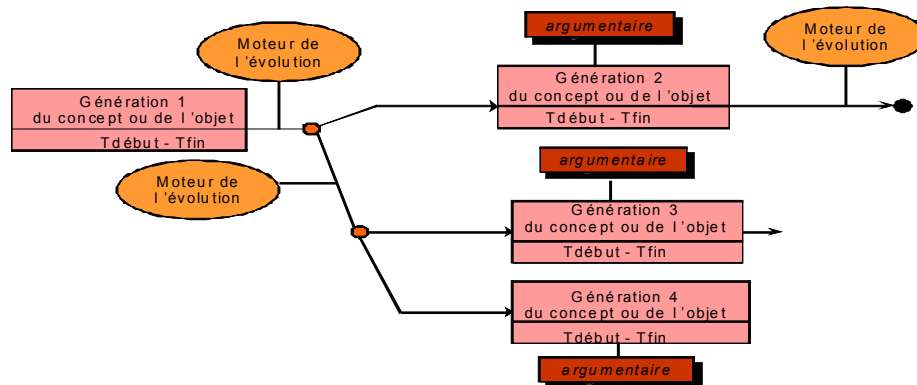 argumentaire
Moteur de
l'évolution
Moteur de
l'évolution
Génération 1
du concept ou de l'objet
Tdébut - Tfin
Génération 2
du concept ou de l'objet
Tdébut - Tfin
Moteur de
l'évolution
argumentaire
Génération 3
du concept ou de l'objet
Tdébut - Tfin
Génération 4
du concept ou de l'objet
Tdébut - Tfin
argumentaire